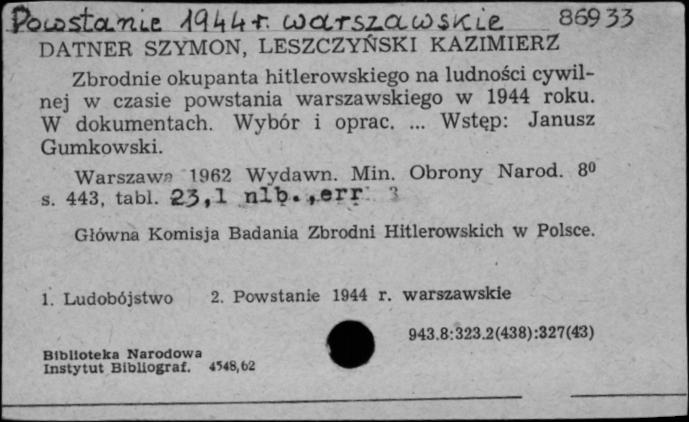 Powstanie 1944 r. warszawskie 86933
DATNER SZYMON, LESZCZYŃSKI KAZIMIERZ
Zbrodnie okupanta hitlerowskiego na ludności cywil-
nej w czasie powstania warszawskiego w 1944 roku.
W dokumentach. Wybór i oprac. ... Wstęp: Janusz
Gumkowski.
Warszawa 1962 Wydawn. Min. Obrony Narod. 8⁰
s. 443, tabl. 23,1 nlb.,err
Główna Komisja Badania Zbrodni Hitlerowskich w Polsce.
1. Ludobójstwo 2. Powstanie 1944 r. warszawskie
943.8:323.2(438):327(43)
Biblioteka Narodowa
Instytut Bibliograf. 4548,62